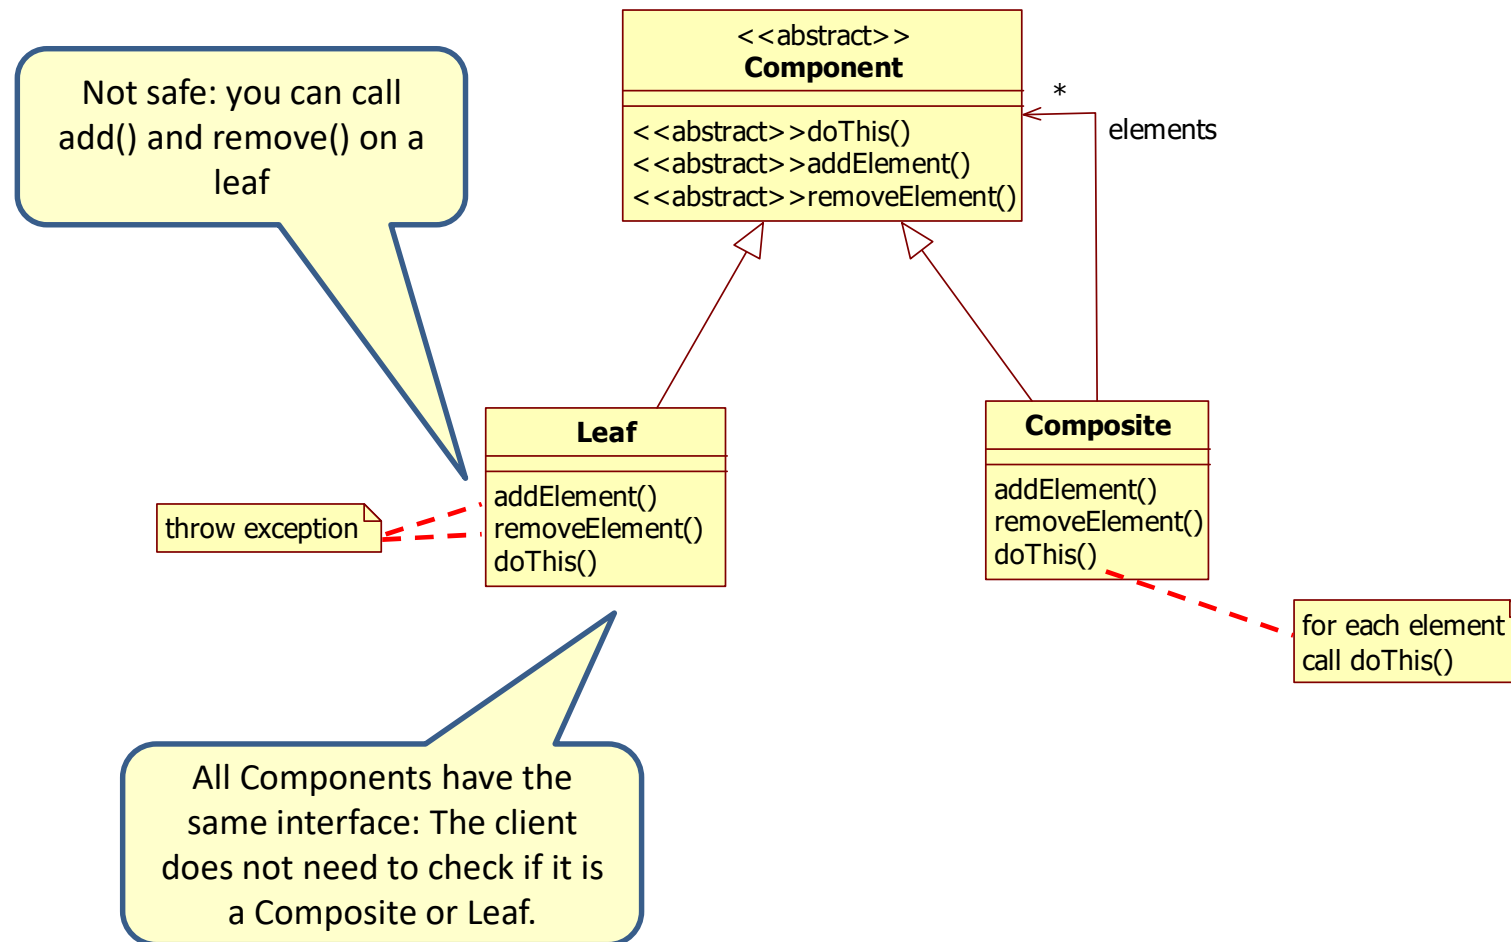 <<abstract>>
Component
<<abstract>>doThis()
<<abstract>>addElement()
<<abstract>>removeElement()
*
elements
Not safe: you can call
add() and remove() on a
leaf
Leaf
addElement()
removeElement()
doThis()
throw exception
Composite
addElement()
removeElement()
doThis()
for each element
call doThis()
All Components have the
same interface: The client
does not need to check if it is
a Composite or Leaf.